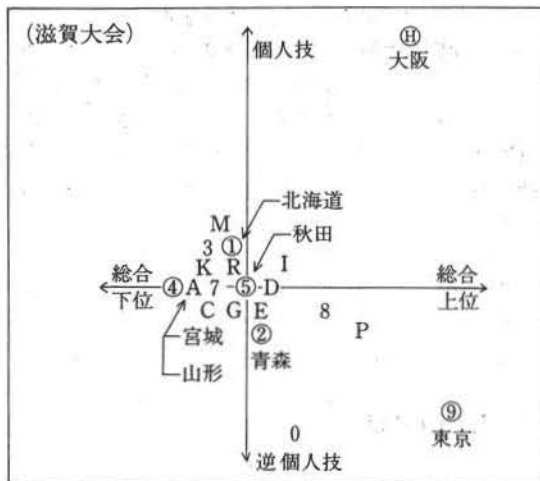 (滋賀大会)
個人技
Ⓗ
大阪
北海道
M
3 ①
秋田
K R I
総合 総合
④ A 7 ⑤ D
下位 上位
C G E 8
宮城 ② P
青森
山形
⑨
0 東京
逆個人技